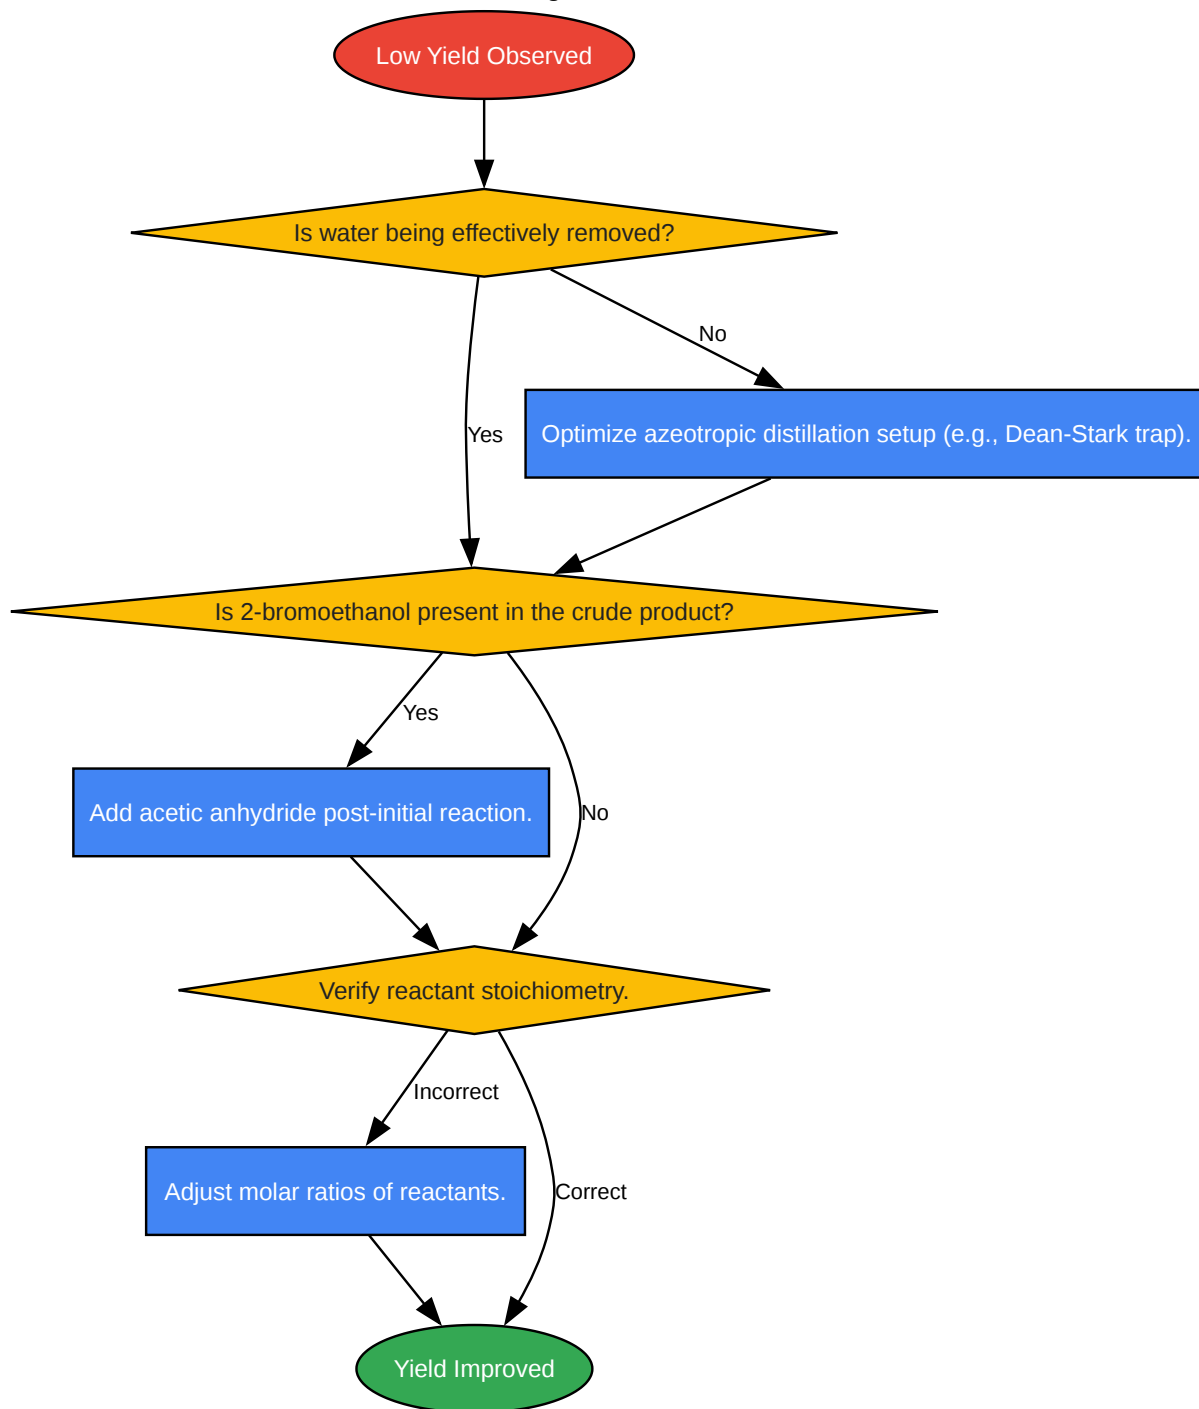 Low Yield Observed
Is water being effectively removed?
No
Yes
Optimize azeotropic distillation setup (e.g., Dean-Stark trap).
Is 2-bromoethanol present in the crude product?
Yes
Add acetic anhydride post-initial reaction.
No
Verify reactant stoichiometry.
Incorrect
Adjust molar ratios of reactants.
Correct
Yield Improved